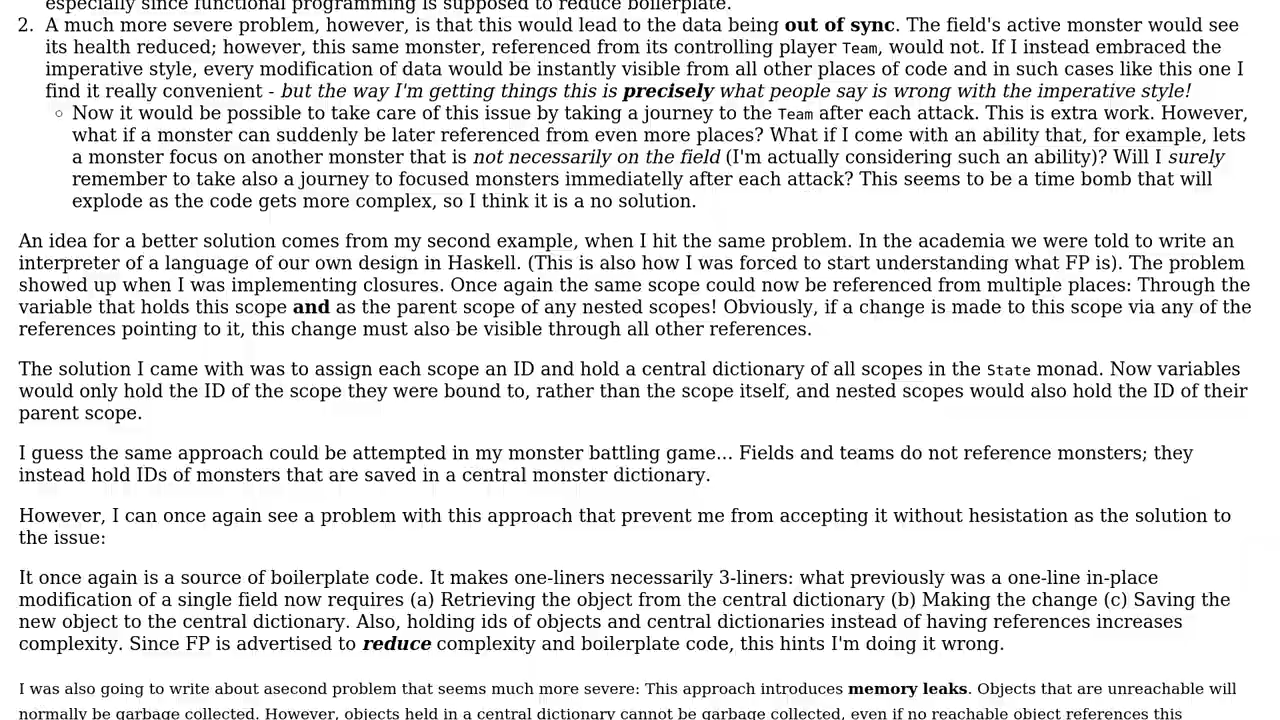 especially since functional programming is supposed to reduce boilerplate.
2. A much more severe problem, however, is that this would lead to the data being out of sync. The field's active monster would see
its health reduced; however, this same monster, referenced from its controlling player Team, would not. If I instead embraced the
imperative style, every modification of data would be instantly visible from all other places of code and in such cases like this one I
find it really convenient - but the way I'm getting things this is precisely what people say is wrong with the imperative style!
◦ Now it would be possible to take care of this issue by taking a journey to the Team after each attack. This is extra work. However,
what if a monster can suddenly be later referenced from even more places? What if I come with an ability that, for example, lets
a monster focus on another monster that is not necessarily on the field (I'm actually considering such an ability)? Will I surely
remember to take also a journey to focused monsters immediatelly after each attack? This seems to be a time bomb that will
explode as the code gets more complex, so I think it is a no solution.
An idea for a better solution comes from my second example, when I hit the same problem. In the academia we were told to write an
interpreter of a language of our own design in Haskell. (This is also how I was forced to start understanding what FP is). The problem
showed up when I was implementing closures. Once again the same scope could now be referenced from multiple places: Through the
variable that holds this scope and as the parent scope of any nested scopes! Obviously, if a change is made to this scope via any of the
references pointing to it, this change must also be visible through all other references.
The solution I came with was to assign each scope an ID and hold a central dictionary of all scopes in the State monad. Now variables
would only hold the ID of the scope they were bound to, rather than the scope itself, and nested scopes would also hold the ID of their
parent scope.
I guess the same approach could be attempted in my monster battling game... Fields and teams do not reference monsters; they
instead hold IDs of monsters that are saved in a central monster dictionary.
However, I can once again see a problem with this approach that prevent me from accepting it without hesistation as the solution to
the issue:
It once again is a source of boilerplate code. It makes one-liners necessarily 3-liners: what previously was a one-line in-place
modification of a single field now requires (a) Retrieving the object from the central dictionary (b) Making the change (c) Saving the
new object to the central dictionary. Also, holding ids of objects and central dictionaries instead of having references increases
complexity. Since FP is advertised to reduce complexity and boilerplate code, this hints I'm doing it wrong.
I was also going to write about asecond problem that seems much more severe: This approach introduces memory leaks. Objects that are unreachable will
normally be garbage collected. However, objects held in a central dictionary cannot be garbage collected, even if no reachable object references this